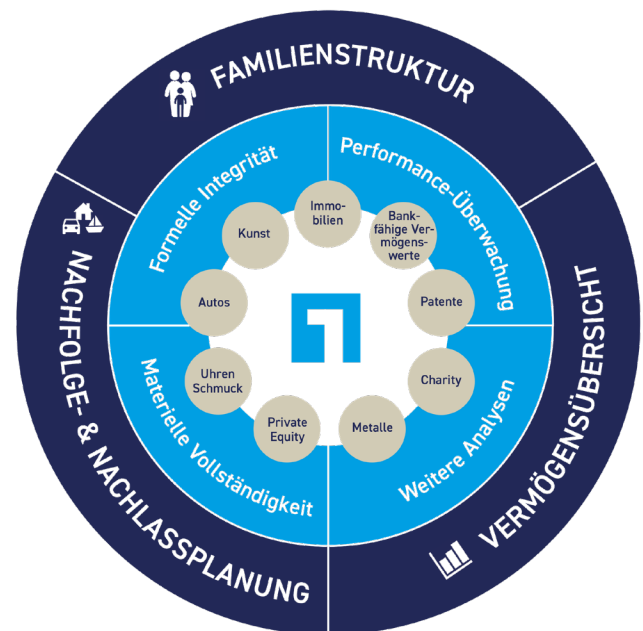 FAMILIENSTRUKTUR
VERMÖGENSÜBERSICHT
NACHFOLGE- & NACHLASSPLANUNG
Formelle Integrität
Performance-Überwachung
Weitere Analysen
Materielle Vollständigkeit
Immo-
bilien
Bank-
fähige Ver-
mögens-
werte
Patente
Charity
Metalle
Private
Equity
Uhren
Schmuck
Autos
Kunst